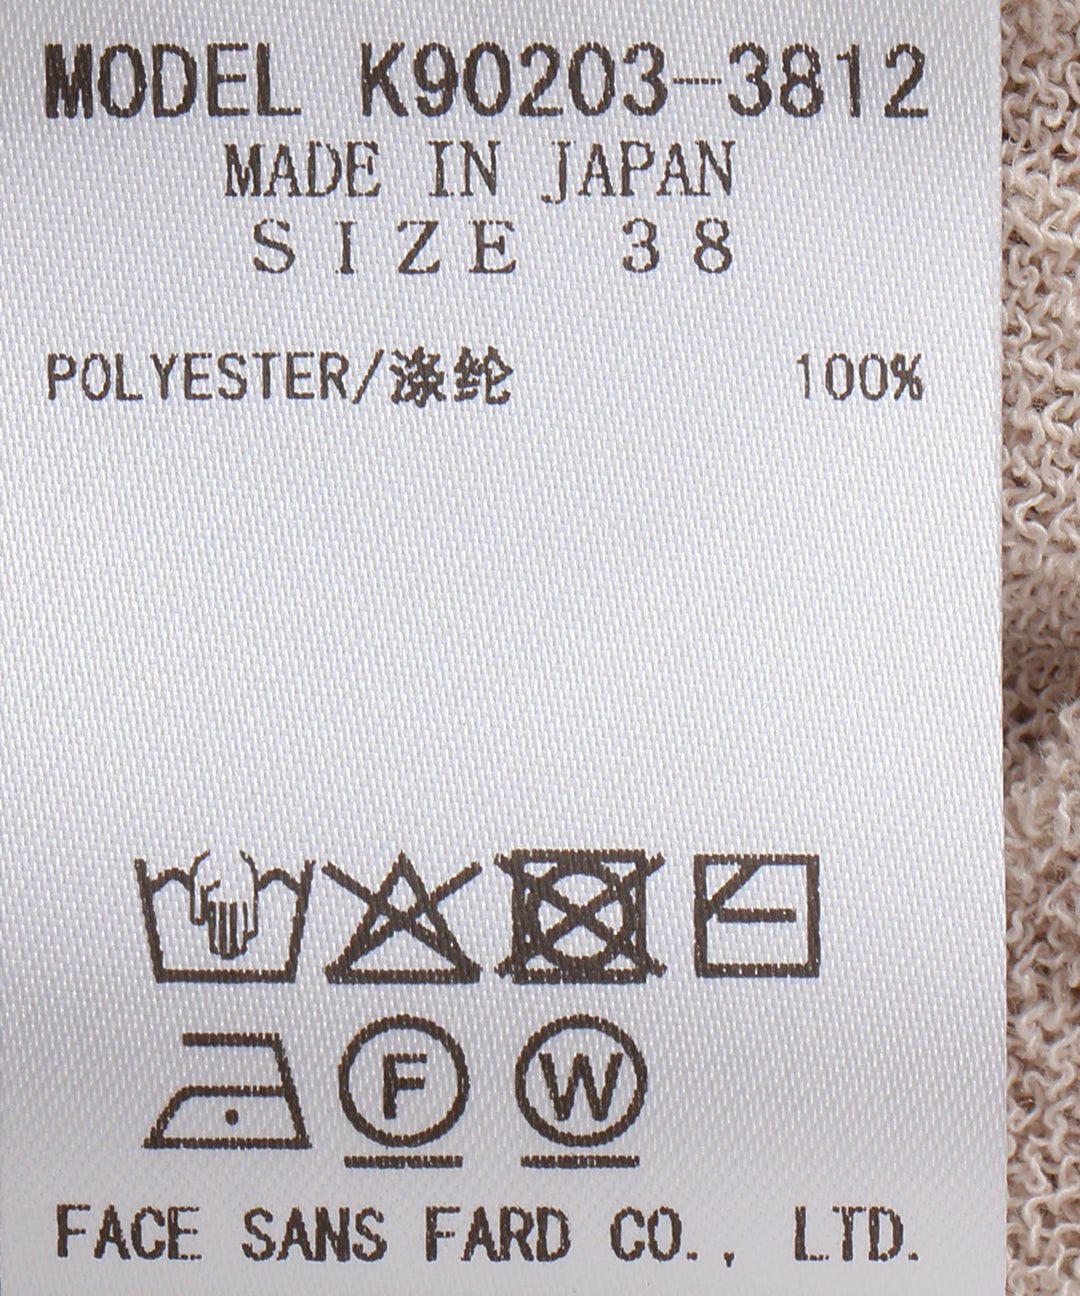 MODEL K90203-3812
MADE IN JAPAN
SIZE 38
POLYESTER/涤纶 100%
F W
FACE SANS FARD CO., LTD.